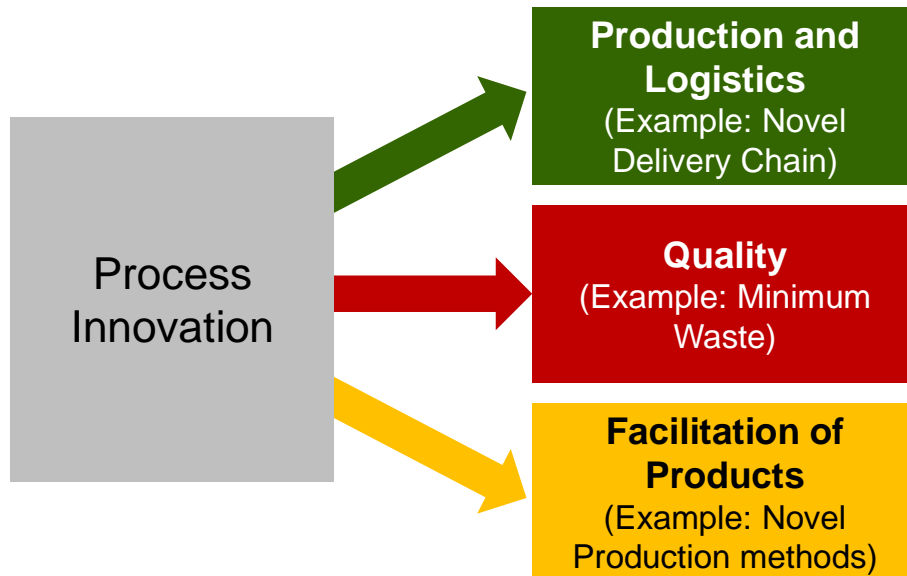 Process
Innovation
Production and
Logistics
(Example: Novel
Delivery Chain)
Quality
(Example: Minimum
Waste)
Facilitation of
Products
(Example: Novel
Production methods)